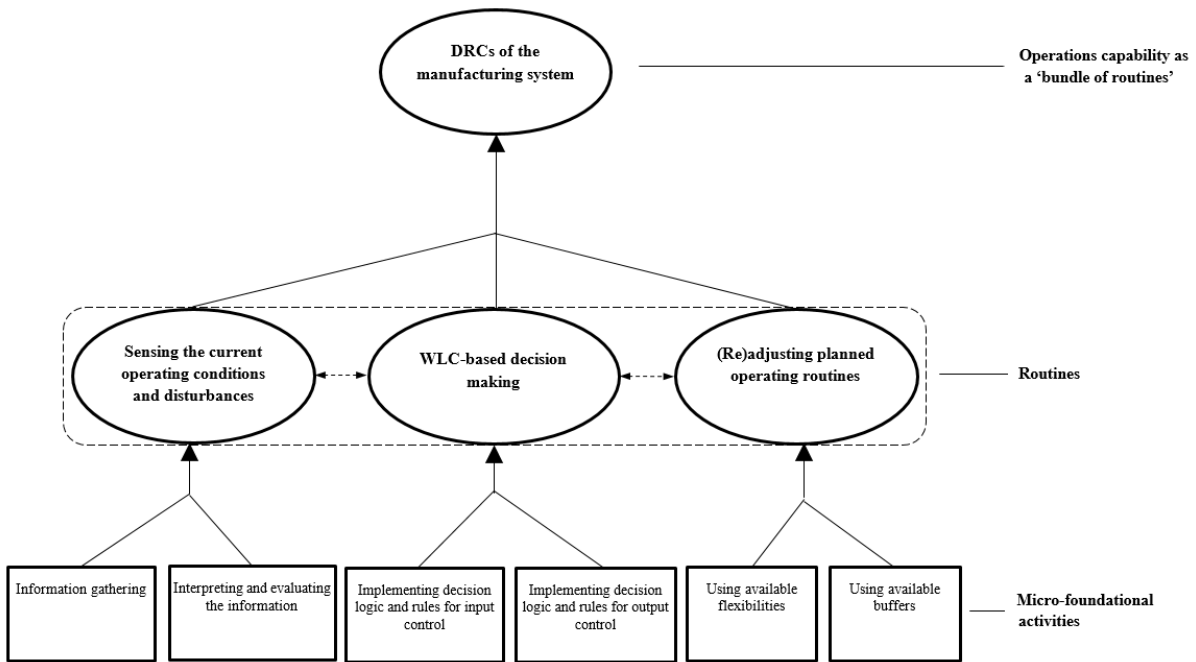 DRCs of the
manufacturing system
Operations capability as
a ‘bundle of routines’
Sensing the current
operating conditions
and disturbances
WLC-based decision
making
(Re)adjusting planned
operating routines
Routines
Information gathering
Interpreting and evaluating
the information
Implementing decision
logic and rules for input
control
Implementing decision
logic and rules for output
control
Using available
flexibilities
Using available
buffers
Micro-foundational
activities